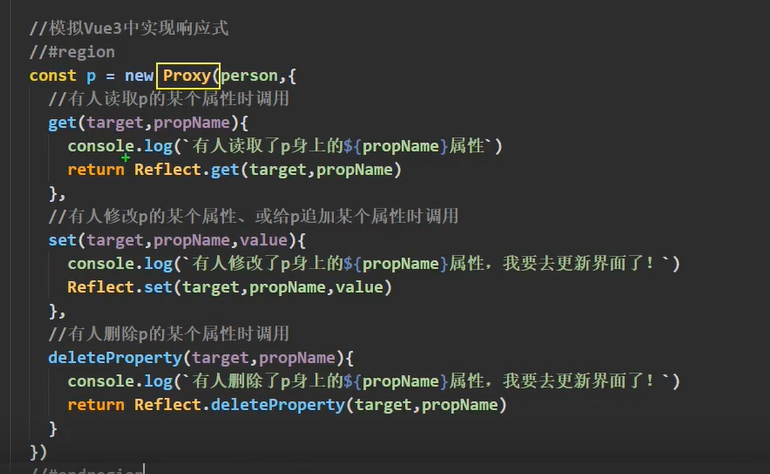 //模拟Vue3中实现响应式
//#region
const p = new Proxy(person,{
//有人读取p的某个属性时调用
get(target,propName){
console.log(`有人读取了p身上的${propName}属性`)
return Reflect.get(target,propName)
},
//有人修改p的某个属性、或给p追加某个属性时调用
set(target,propName,value){
console.log(`有人修改了p身上的${propName}属性，我要去更新界面了！`)
Reflect.set(target,propName,value)
},
//有人删除p的某个属性时调用
deleteProperty(target,propName){
console.log(`有人删除了p身上的${propName}属性，我要去更新界面了！`)
return Reflect.deleteProperty(target,propName)
}
})
//#endregion